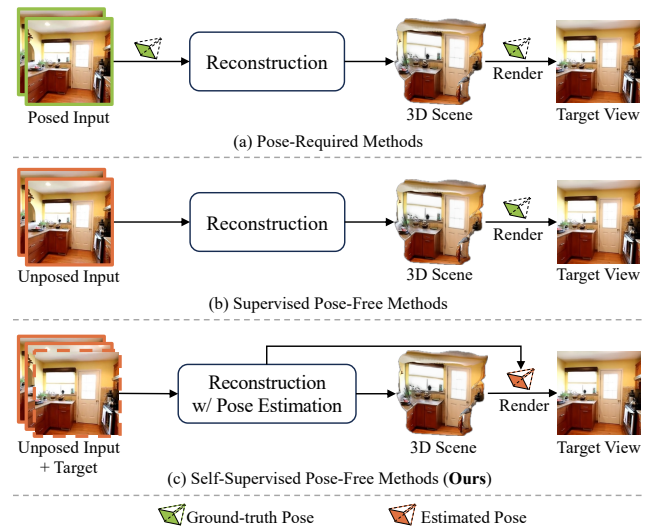 Reconstruction
Posed Input
3D Scene
Render
Target View
(a) Pose-Required Methods
Reconstruction
Unposed Input
3D Scene
Render
Target View
(b) Supervised Pose-Free Methods
Reconstruction
w/ Pose Estimation
Unposed Input
+ Target
3D Scene
Render
Target View
(c) Self-Supervised Pose-Free Methods (Ours)
Ground-truth Pose
Estimated Pose